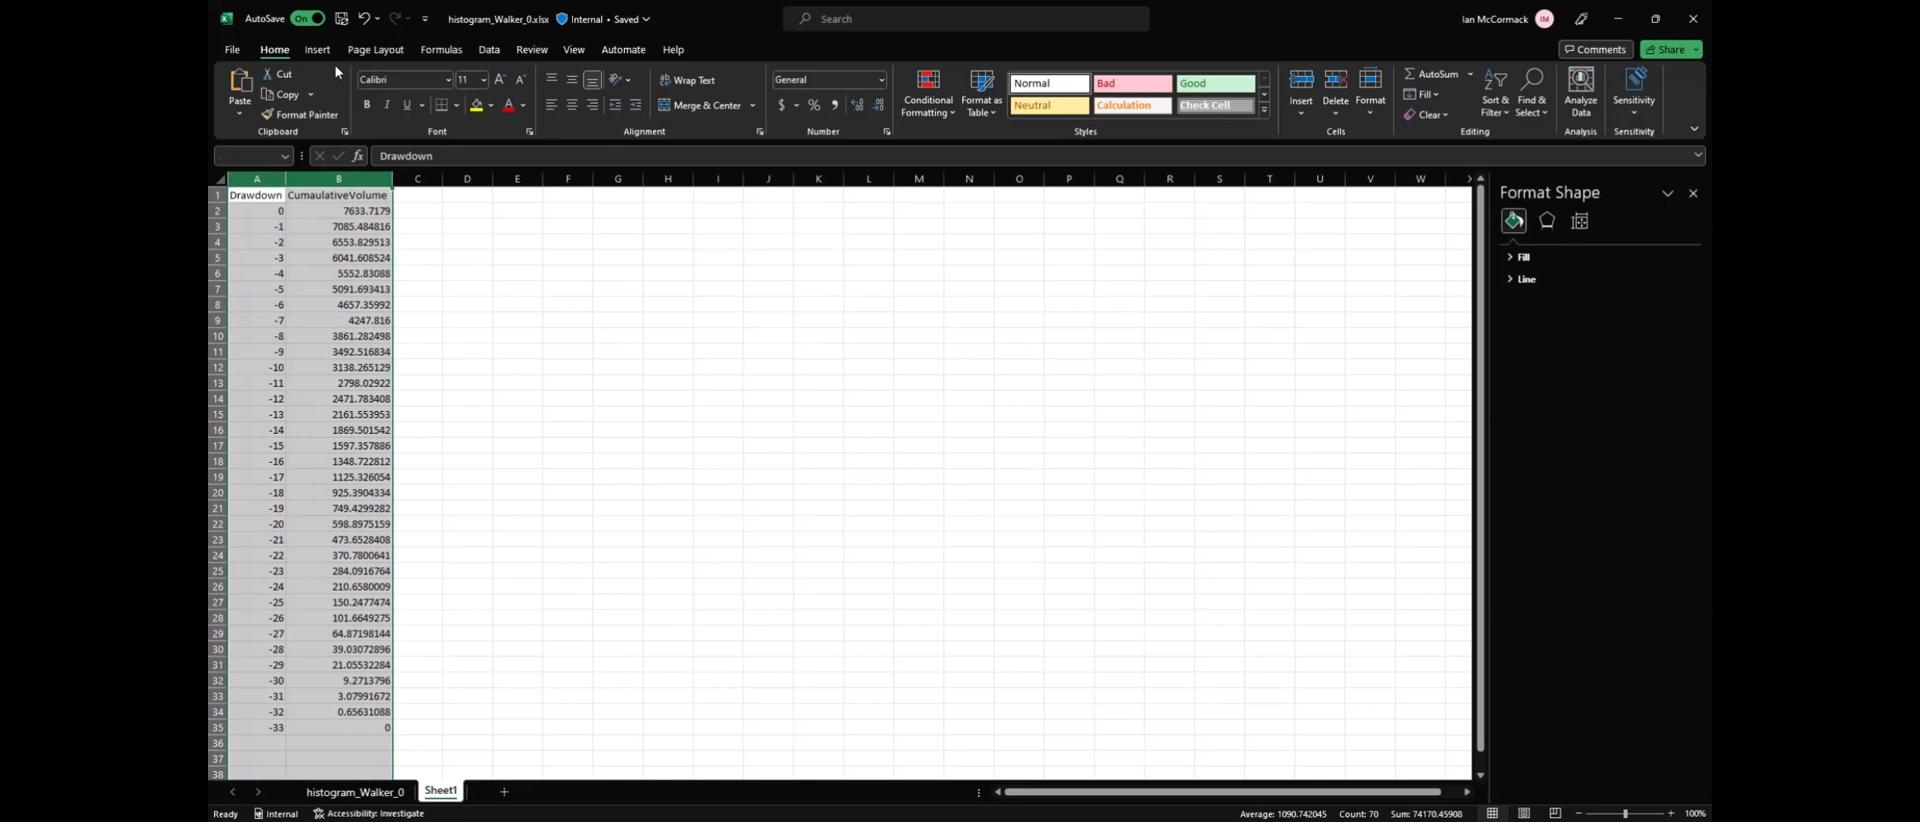 AutoSave On histogram_Walker_0.xlsx Internal • Saved Search Ian McCormack IM
File Home Insert Page Layout Formulas Data Review View Automate Help Comments Share
Paste Cut Copy Format Painter Clipboard
Calibri 11 B I U A Font
Wrap Text Merge & Center Alignment
General $ % , Number
Conditional Formatting Format as Table Normal Bad Good Neutral Calculation Check Cell Styles
Insert Delete Format Cells
AutoSum Fill Clear Sort & Filter Find & Select Editing
Analyze Data Analysis
Sensitivity Sensitivity
fx Drawdown
A B C D E F G H I J K L M N O P Q R S T U V W
1 Drawdown CumaulativeVolume
2 0 7633.7179
3 -1 7085.484816
4 -2 6553.829513
5 -3 6041.608524
6 -4 5552.83088
7 -5 5091.693413
8 -6 4657.35992
9 -7 4247.816
10 -8 3861.282498
11 -9 3492.516834
12 -10 3138.265129
13 -11 2798.02922
14 -12 2471.783408
15 -13 2161.553953
16 -14 1869.501542
17 -15 1597.357886
18 -16 1348.722812
19 -17 1125.326054
20 -18 925.3904334
21 -19 749.4299282
22 -20 598.8975159
23 -21 473.6528408
24 -22 370.7800641
25 -23 284.0916764
26 -24 210.6580009
27 -25 150.2477474
28 -26 101.6649275
29 -27 64.87198144
30 -28 39.03072896
31 -29 21.05532284
32 -30 9.2713796
33 -31 3.07991672
34 -32 0.65631088
35 -33 0
36
37
38
Format Shape
Fill
Line
histogram_Walker_0 Sheet1
Ready Internal Accessibility: Investigate Average: 1090.742045 Count: 70 Sum: 74170.45908 100%